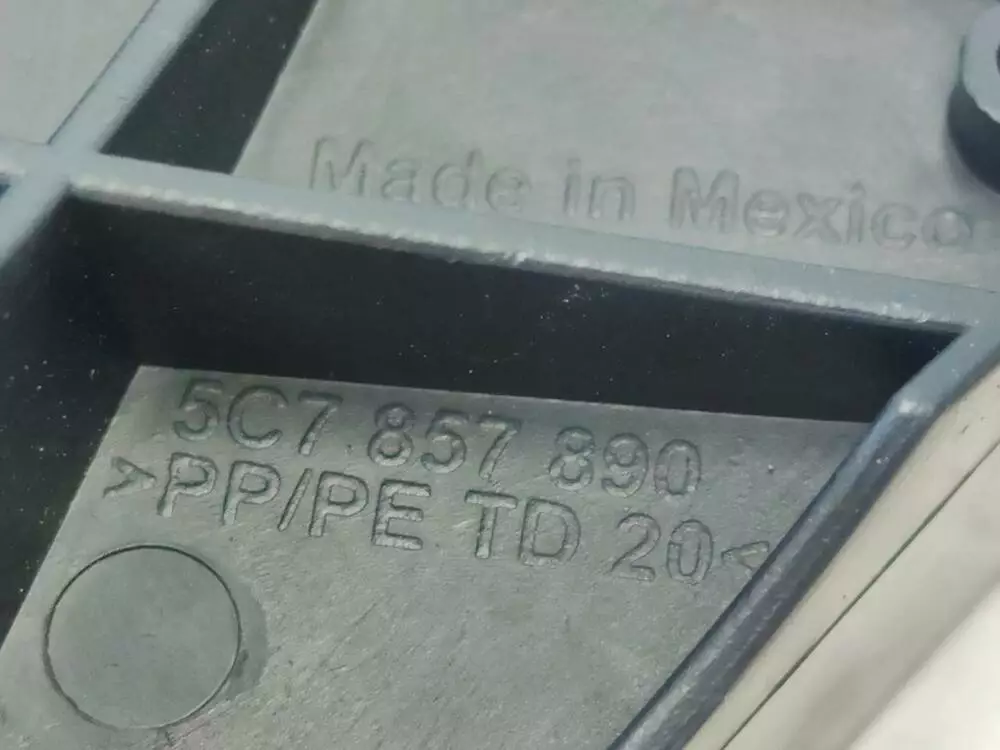 Made in Mexico
5C7 857 890
>PP/PE TD 20<